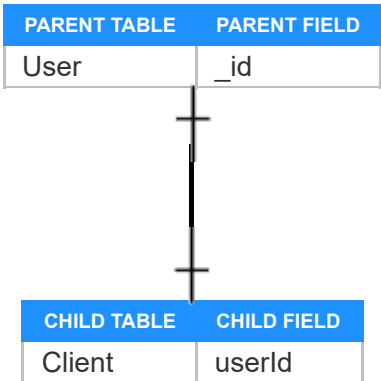 PARENT TABLE PARENT FIELD
User _id
CHILD TABLE CHILD FIELD
Client userId